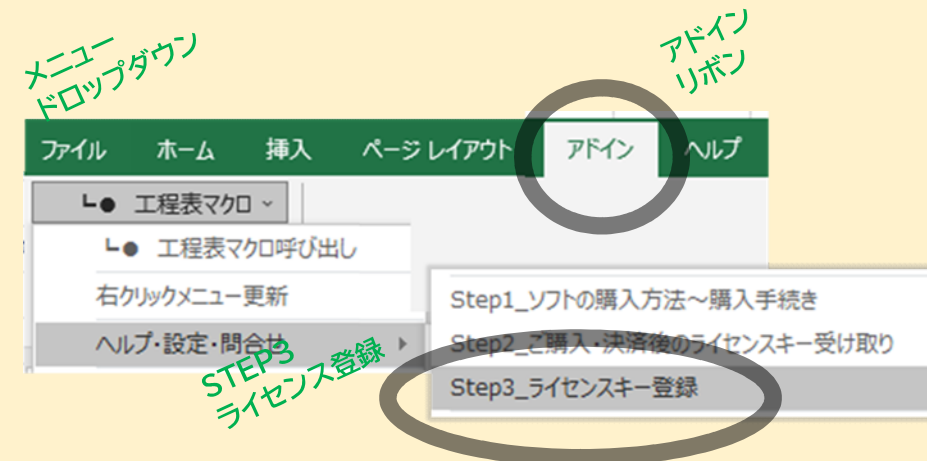 メニュー
ドロップダウン
アドイン
リボン
ファイル ホーム 挿入 ページ レイアウト アドイン ヘルプ
┗● 工程表マクロ
┗● 工程表マクロ呼び出し
右クリックメニュー更新
ヘルプ・設定・問合せ
Step1_ソフトの購入方法～購入手続き
Step2_ご購入・決済後のライセンスキー受け取り
Step3_ライセンスキー登録
STEP3
ライセンス登録